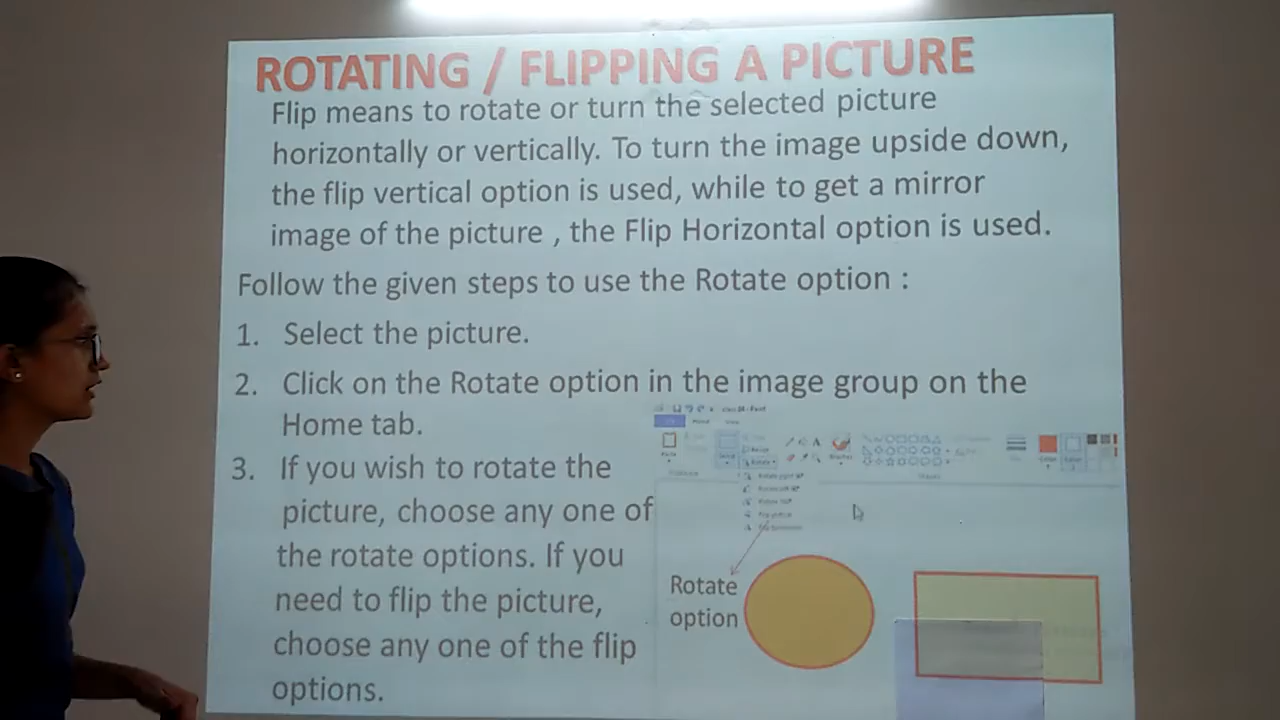 ROTATING / FLIPPING A PICTURE
Flip means to rotate or turn the selected picture
horizontally or vertically. To turn the image upside down,
the flip vertical option is used, while to get a mirror
image of the picture , the Flip Horizontal option is used.
Follow the given steps to use the Rotate option :
1. Select the picture.
2. Click on the Rotate option in the image group on the
Home tab.
3. If you wish to rotate the
picture, choose any one of
the rotate options. If you
need to flip the picture,
choose any one of the flip
options.
Rotate
option